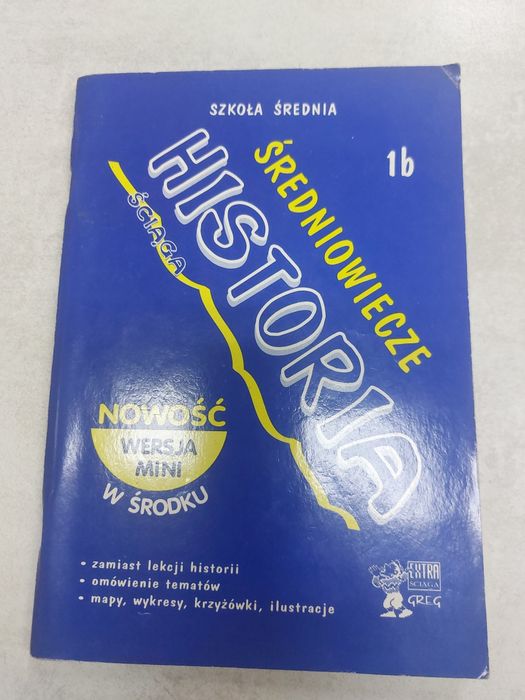 SZKOŁA ŚREDNIA
1b
ŚREDNIOWIECZE
HISTORIA
ŚCIĄGA
NOWOŚĆ
WERSJA
MINI
W ŚRODKU
• zamiast lekcji historii
• omówienie tematów
• mapy, wykresy, krzyżówki, ilustracje
EXTRA
ŚCIĄGA
GREG